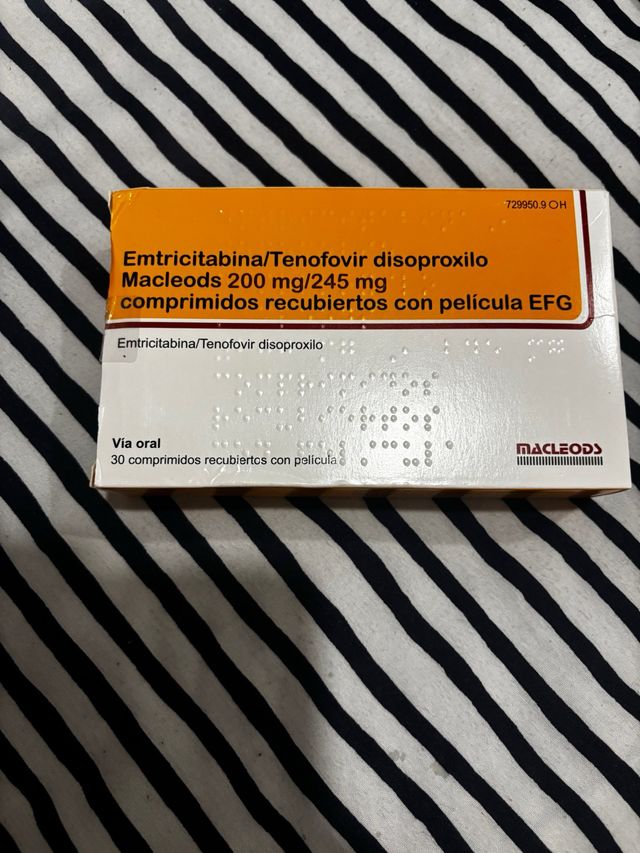 729950.9 OH
Emtricitabina/Tenofovir disoproxilo
Macleods 200 mg/245 mg
comprimidos recubiertos con película EFG
Emtricitabina/Tenofovir disoproxilo
Vía oral
30 comprimidos recubiertos con película
MACLEODS